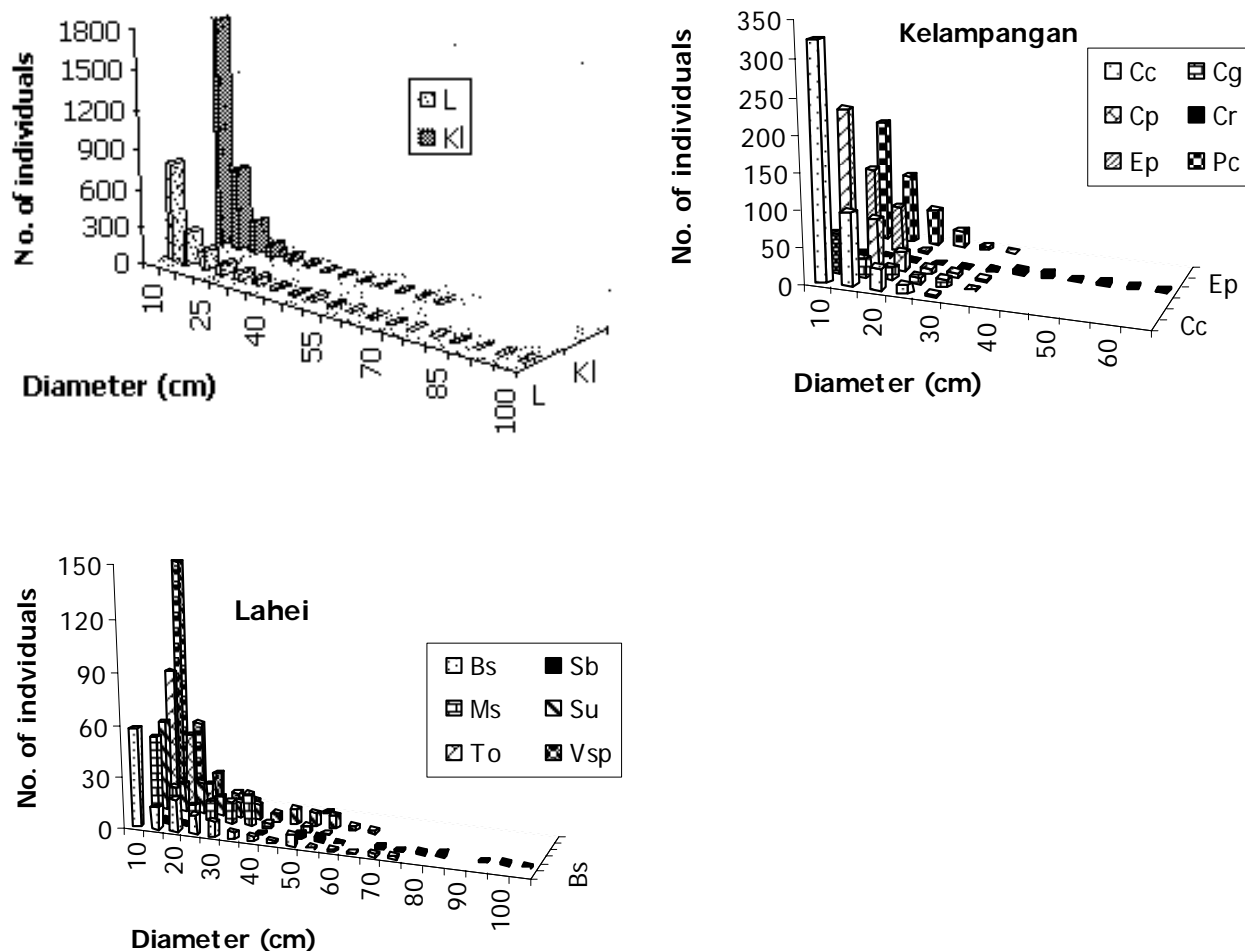 1800
1500
1200
900
600
300
0
No. of individuals
L
Kl
10
25
40
55
70
85
100
L
Kl
Diameter (cm)
Kelampangan
350
300
250
200
150
100
50
0
No. of individuals
Cc Cg
Cp Cr
Ep Pc
10
20
30
40
50
60
Ep
Cc
Diameter (cm)
Lahei
150
120
90
60
30
0
No. of indviduals
Bs Sb
Ms Su
To Vsp
10
20
30
40
50
60
70
80
90
100
Bs
Diameter (cm)